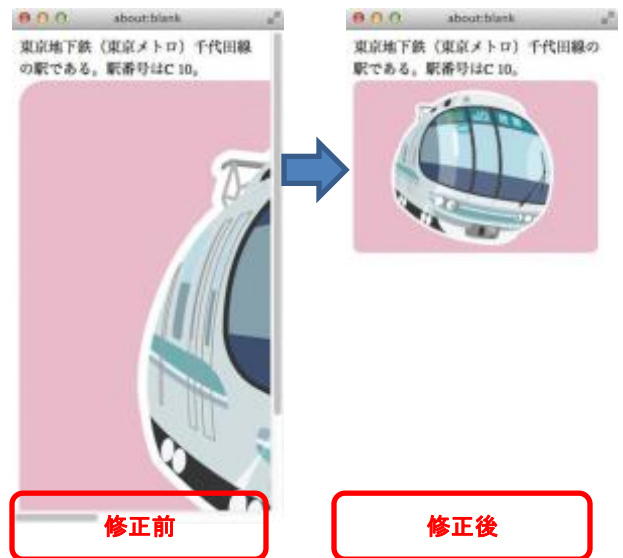 about:blank
東京地下鉄（東京メトロ）千代田線
の駅である。駅番号はC 10。
修正前
about:blank
東京地下鉄（東京メトロ）千代田線の
駅である。駅番号はC 10。
修正後